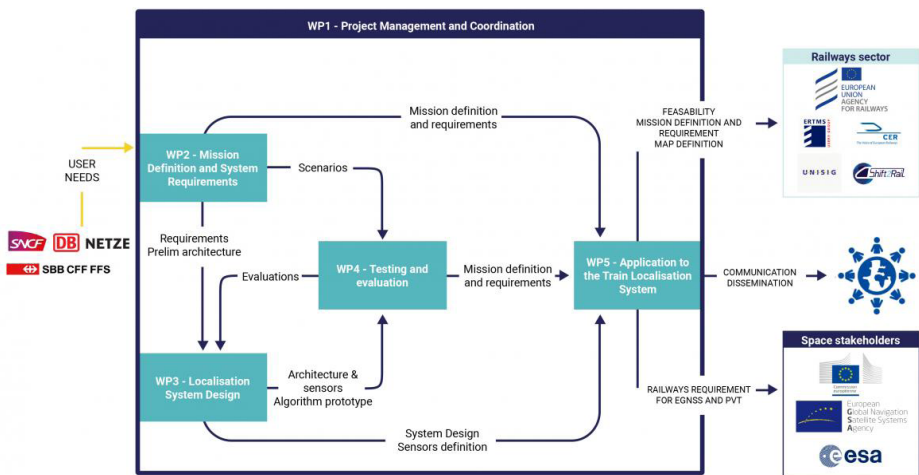 WP1 - Project Management and Coordination
USER
NEEDS
SNCF
DB NETZE
SBB CFF FFS
WP2 - Mission
Definition and System
Requirements
Mission definition
and requirements
Scenarios
Requirements
Prelim architecture
Evaluations
WP4 - Testing and
evaluation
Mission definition
and requirements
WP5 - Application to
the Train Localisation
System
WP3 - Localisation
System Design
Architecture &
sensors
Algorithm prototype
System Design
Sensors definition
FEASABILITY
MISSION DEFINITION AND
REQUIREMENT
MAP DEFINITION
COMMUNICATION
DISSEMINATION
RAILWAYS REQUIREMENT
FOR EGNSS AND PVT
Railways sector
EUROPEAN
UNION
AGENCY
FOR RAILWAYS
ERTMS
USERS GROUP
CER
UNISIG
Shift2Rail
Space stakeholders
European
Global Navigation
Satellite Systems
Agency
esa